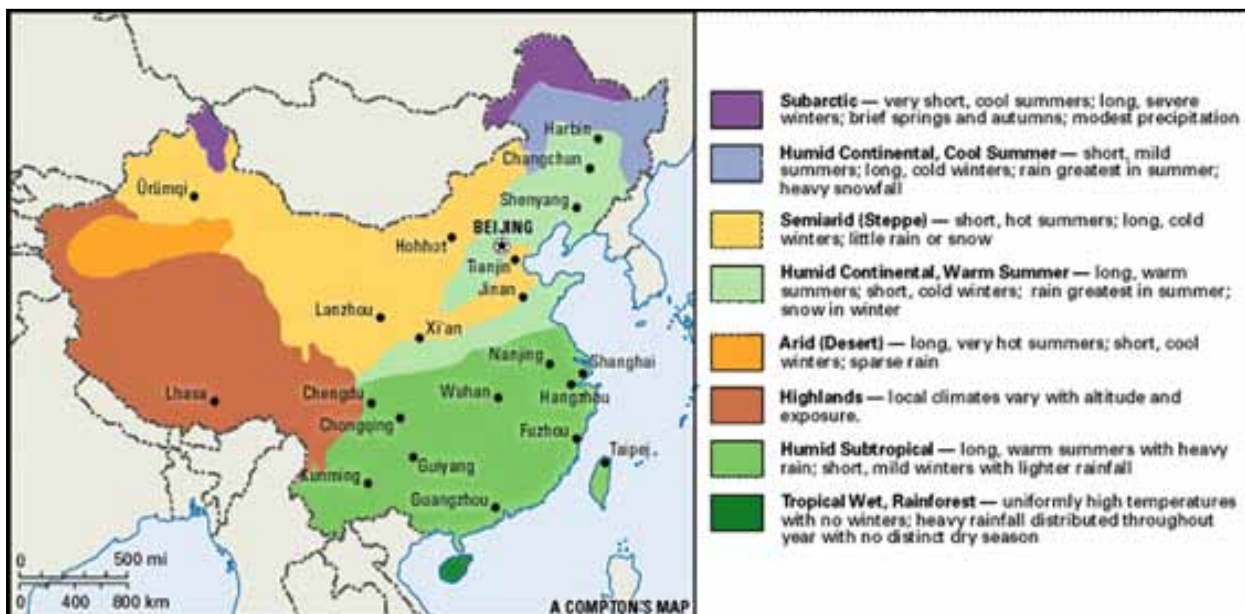 Harbin
Changchun
Ürümqi
Shenyang
BEIJING
Hohhot
Tianjin
Jinan
Lanzhou
Xi'an
Nanjing
Shanghai
Lhasa
Chengdu
Wuhan
Hangzhou
Chongqing
Fuzhou
Taipei
Guiyang
Kunming
Guangzhou
0 500 mi
0 400 800 km
A COMPTON'S MAP
Subarctic — very short, cool summers; long, severe
winters; brief springs and autumns; modest precipitation
Humid Continental, Cool Summer — short, mild
summers; long, cold winters; rain greatest in summer;
heavy snowfall
Semiarid (Steppe) — short, hot summers; long, cold
winters; little rain or snow
Humid Continental, Warm Summer — long, warm
summers; short, cold winters; rain greatest in summer;
snow in winter
Arid (Desert) — long, very hot summers; short, cool
winters; sparse rain
Highlands — local climates vary with altitude and
exposure.
Humid Subtropical — long, warm summers with heavy
rain; short, mild winters with lighter rainfall
Tropical Wet, Rainforest — uniformly high temperatures
with no winters; heavy rainfall distributed throughout
year with no distinct dry season